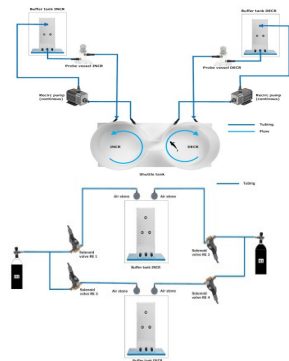 Buffer tank INCR
Buffer tank DECR
Probe vessel INCR
Probe vessel DECR
Recirc pump
(continuous)
Recirc pump
(continuous)
INCR
DECR
Tubing
Flow
Shuttle tank
Tubing
Air stone
Air stone
Solenoid
valve RE 1
Solenoid
valve RE 2
Buffer tank INCR
Air stone
Air stone
Solenoid
valve RE 3
Solenoid
valve RE 4
Buffer tank DECR